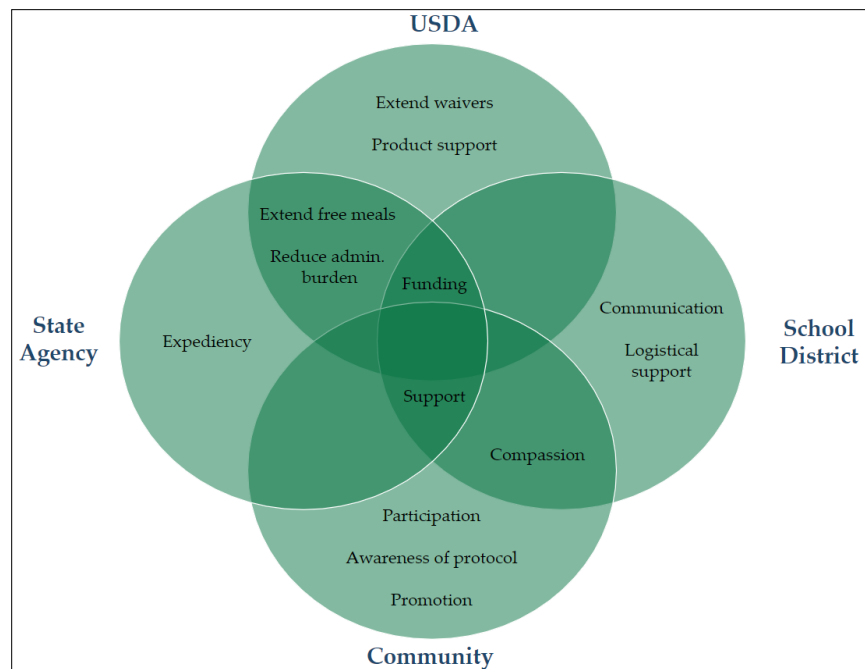 USDA
Extend waivers
Product support
Extend free meals
Reduce admin.
burden
Funding
State
Agency
Expediency
Communication
Logistical
support
School
District
Support
Compassion
Participation
Awareness of protocol
Promotion
Community